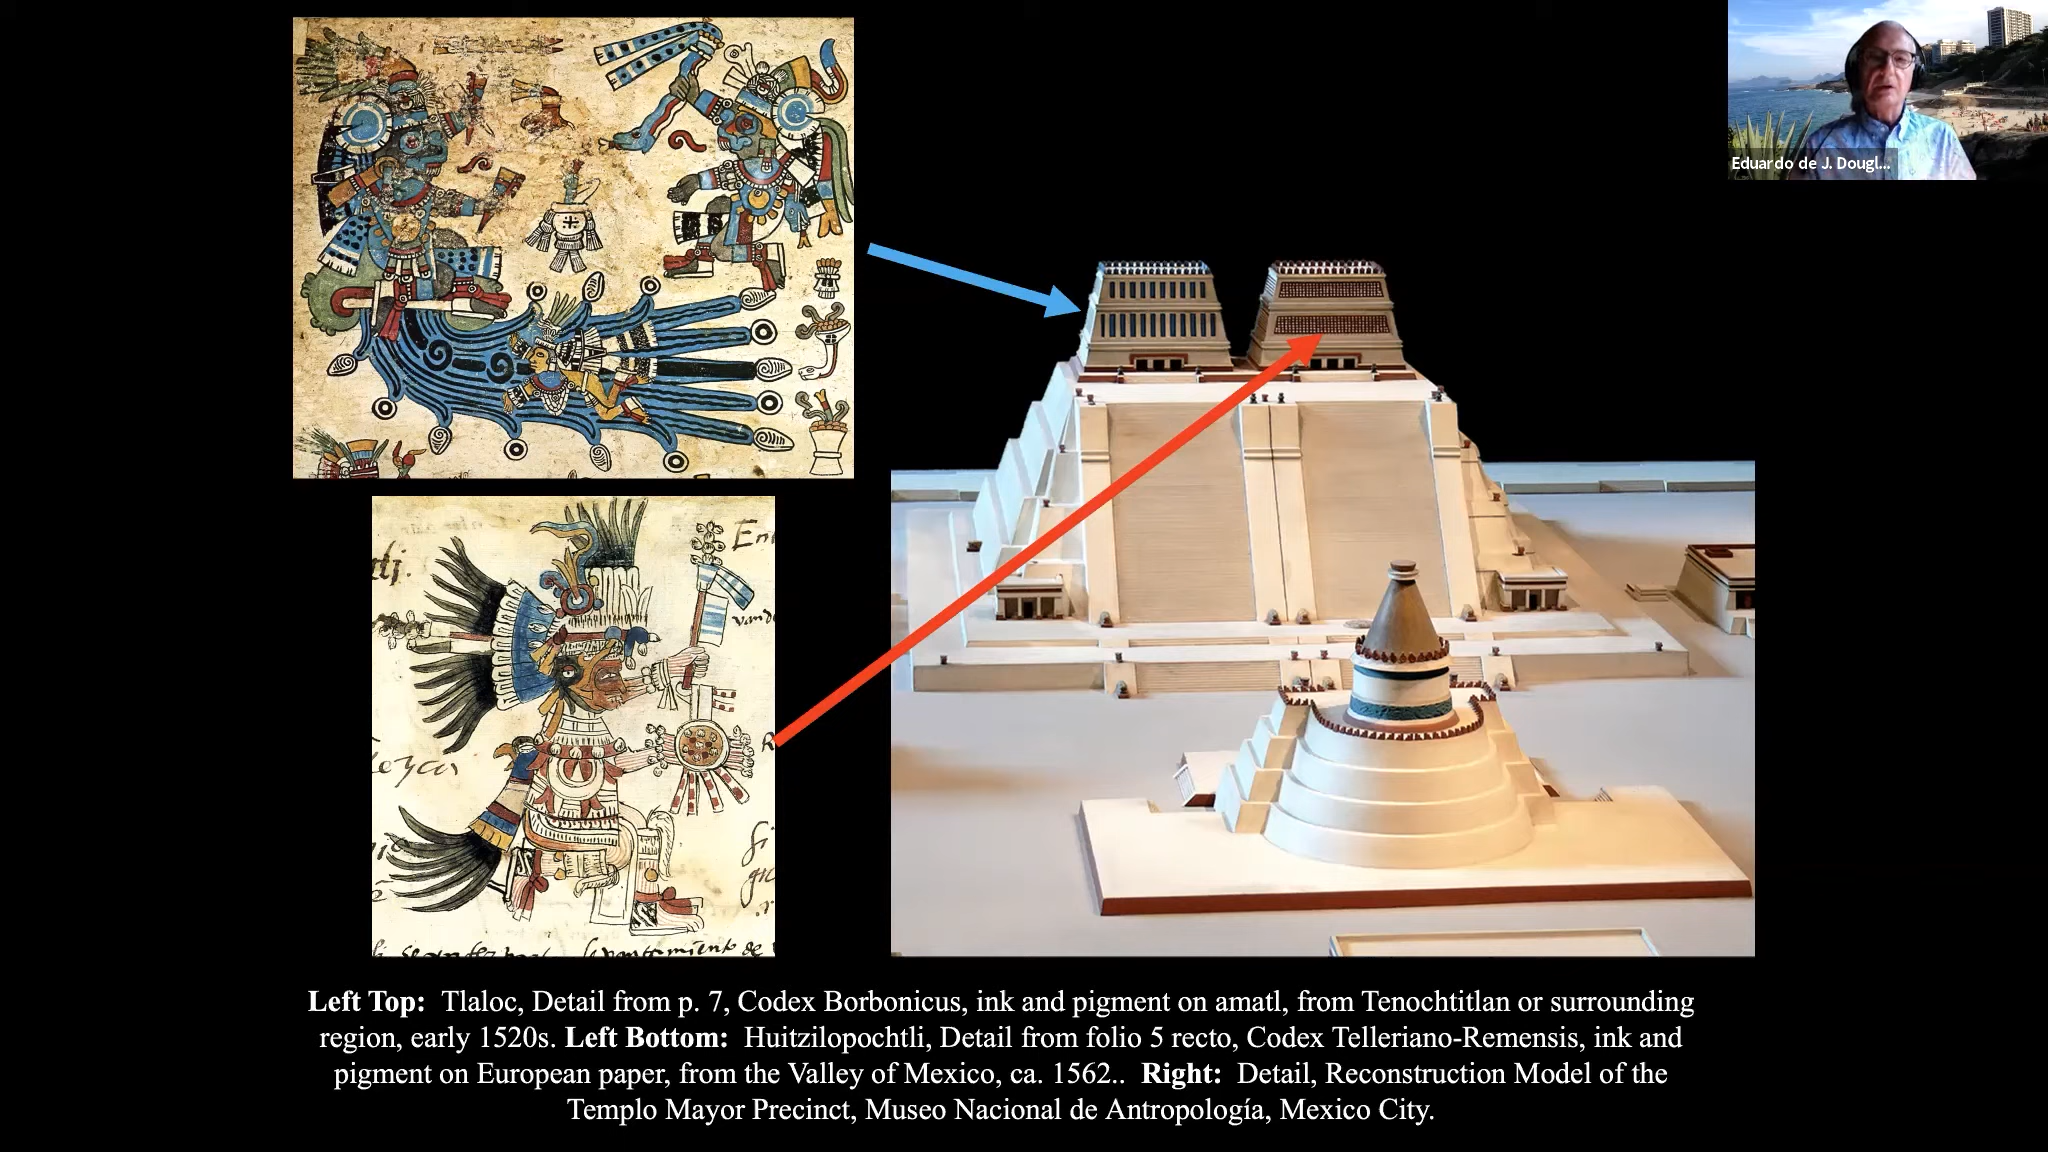 Eduardo de J. Dougl...
Left Top: Tlaloc, Detail from p. 7, Codex Borbonicus, ink and pigment on amatl, from Tenochtitlan or surrounding
region, early 1520s. Left Bottom: Huitzilopochtli, Detail from folio 5 recto, Codex Telleriano-Remensis, ink and
pigment on European paper, from the Valley of Mexico, ca. 1562.. Right: Detail, Reconstruction Model of the
Templo Mayor Precinct, Museo Nacional de Antropología, Mexico City.